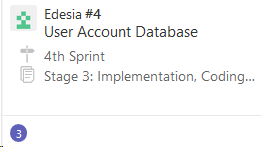 Edesia #4
User Account Database
4th Sprint
Stage 3: Implementation, Coding...
3